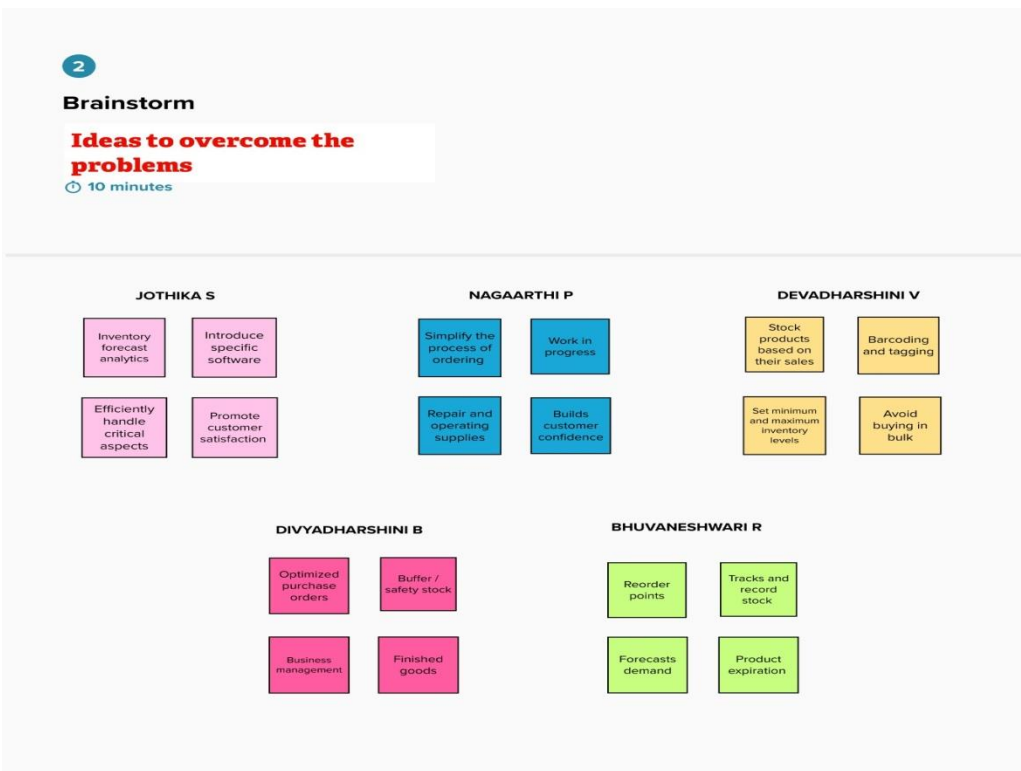 2
Brainstorm
Ideas to overcome the
problems
10 minutes
JOTHIKA S
Inventory
forecast
analytics
Introduce
specific
software
Efficiently
handle
critical
aspects
Promote
customer
satisfaction
NAGAARTHI P
Simplify the
process of
ordering
Work in
progress
Repair and
operating
supplies
Builds
customer
confidence
DEVADHARSHINI V
Stock
products
based on
their sales
Barcoding
and tagging
Set minimum
and maximum
inventory
levels
Avoid
buying in
bulk
DIVYADHARSHINI B
Optimized
purchase
orders
Buffer /
safety stock
Business
management
Finished
goods
BHUVANESHWARI R
Reorder
points
Tracks and
record
stock
Forecasts
demand
Product
expiration